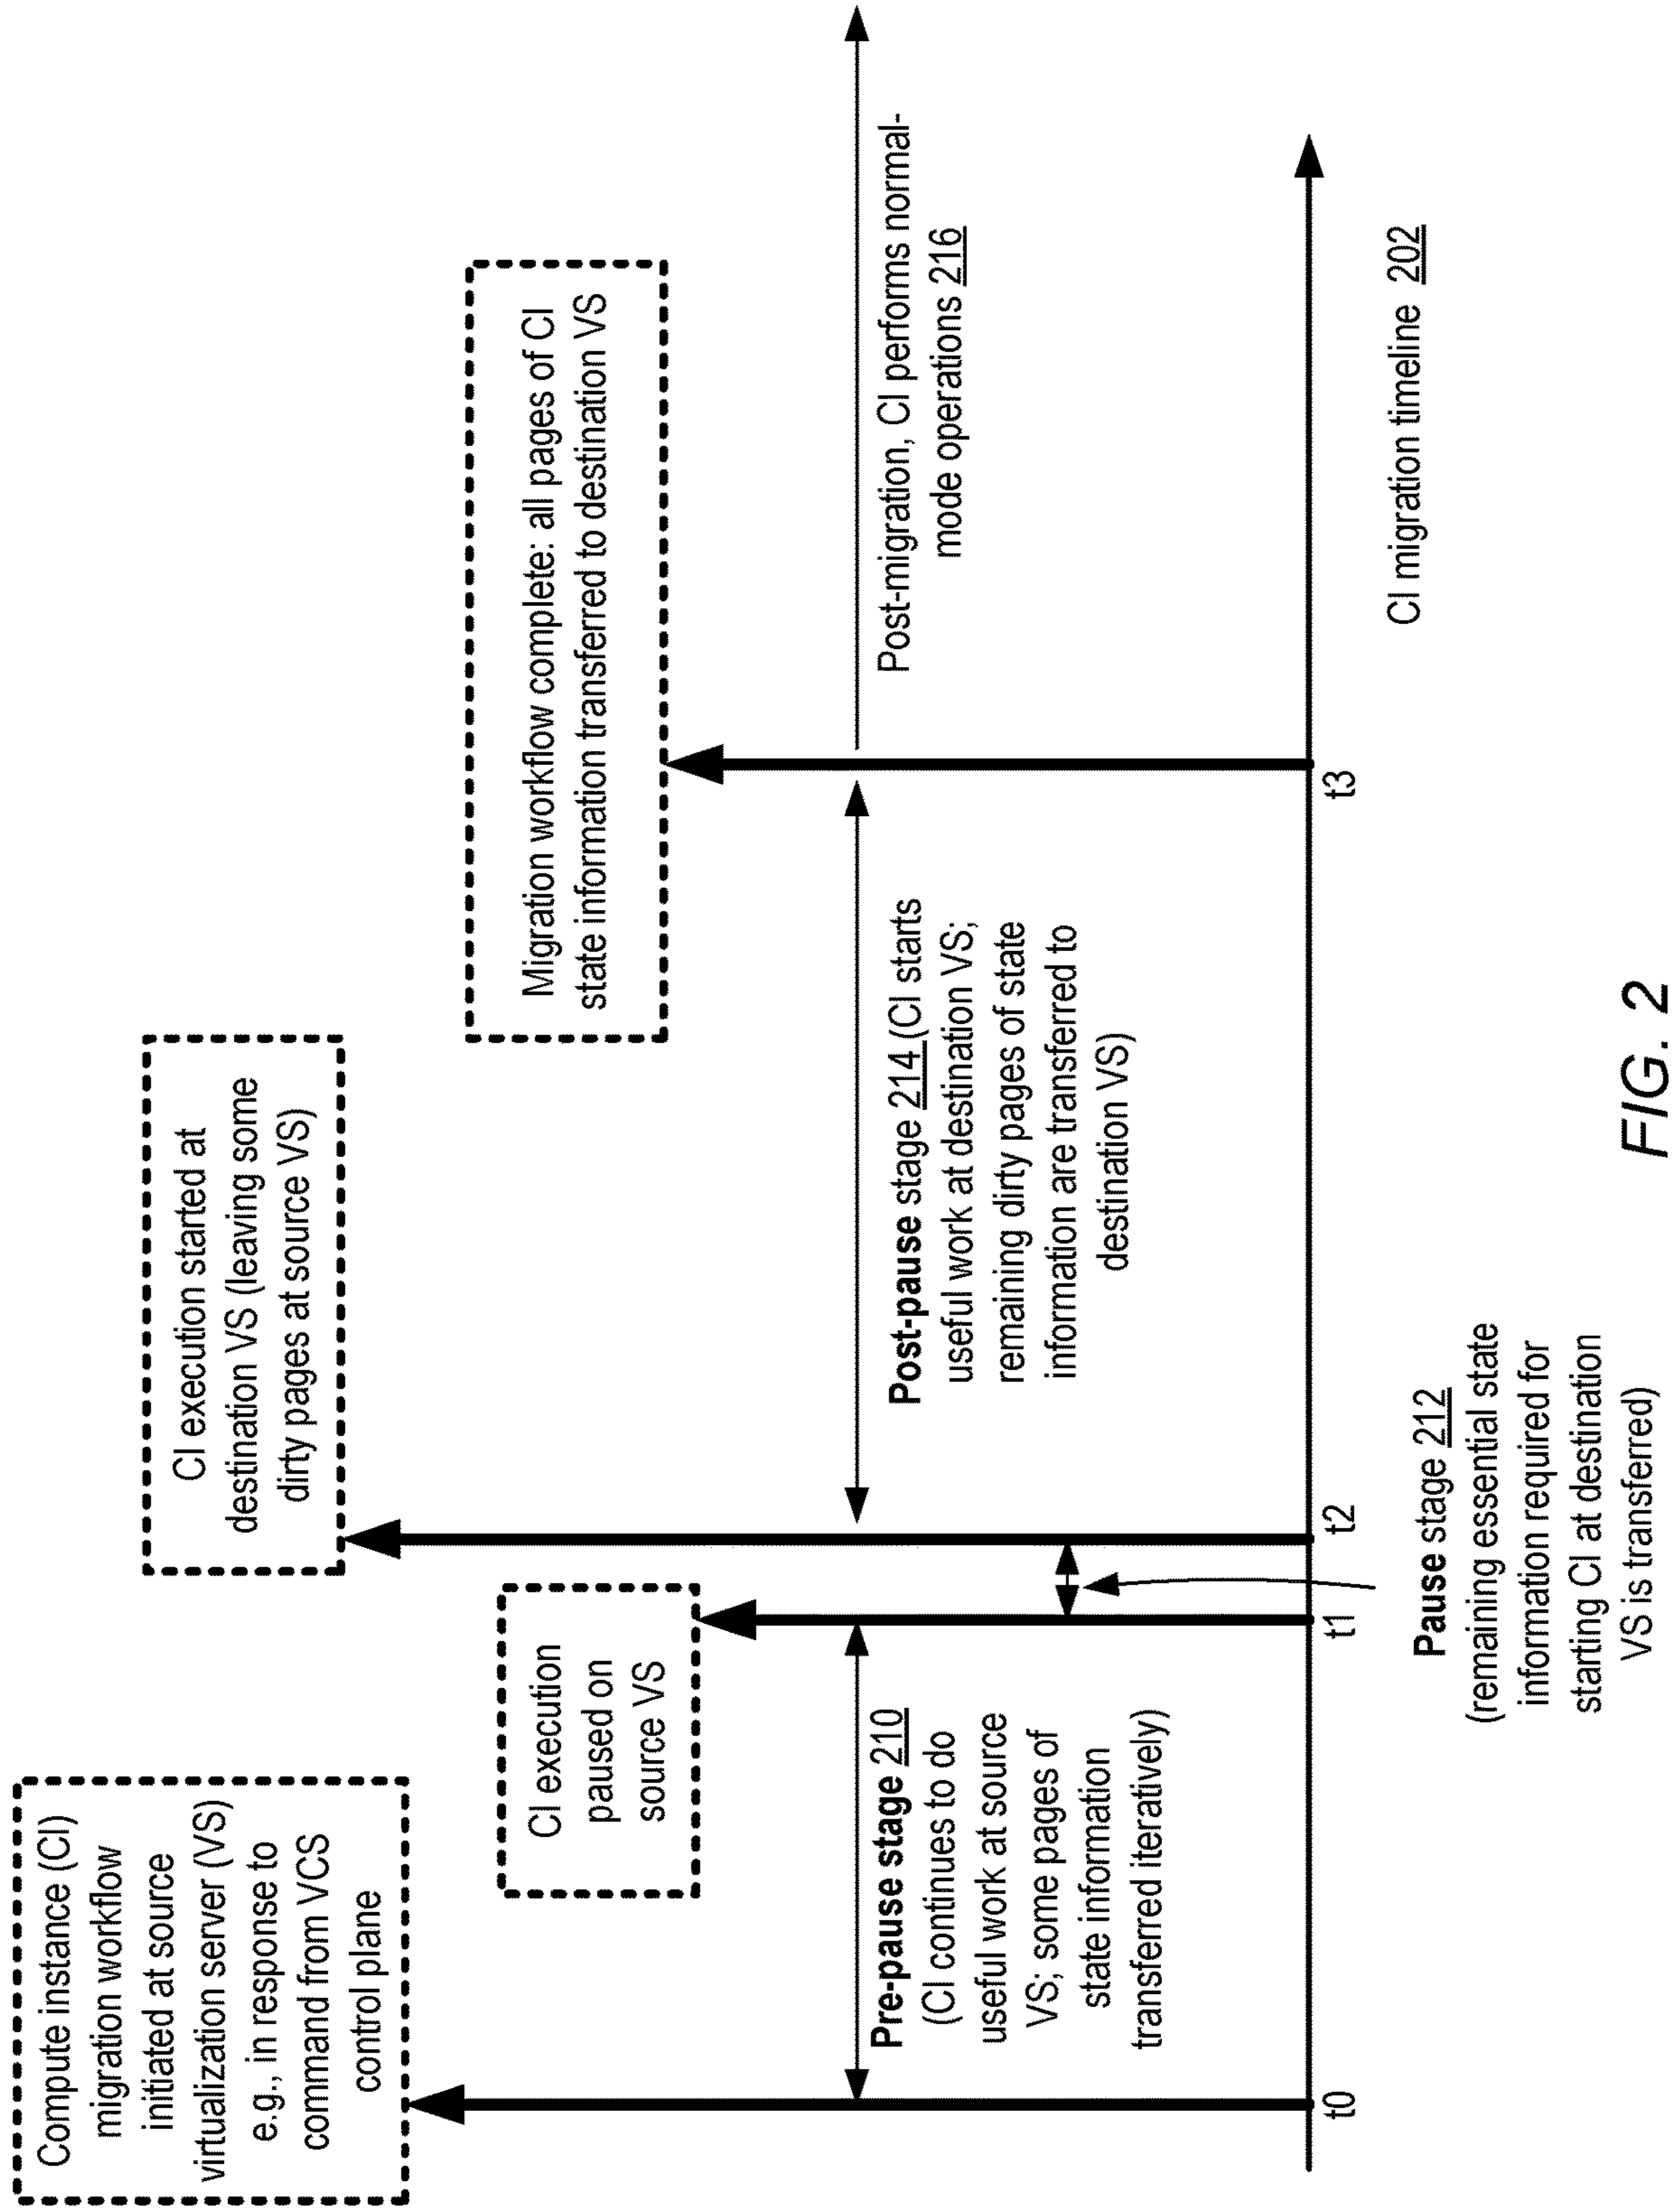 Compute instance (CI)
migration workflow
initiated at source
virtualization server (VS)
e.g., in response to
command from VCS
control plane
CI execution
paused on
source VS
CI execution started at
destination VS (leaving some
dirty pages at source VS)
Migration workflow complete: all pages of CI
state information transferred to destination VS
Pre-pause stage 210
(CI continues to do
useful work at source
VS; some pages of
state information
transferred iteratively)
Post-pause stage 214 (CI starts
useful work at destination VS;
remaining dirty pages of state
information are transferred to
destination VS)
Post-migration, CI performs normal-
mode operations 216
t0
t1
t2
t3
Pause stage 212
(remaining essential state
information required for
starting CI at destination
VS is transferred)
CI migration timeline 202
FIG. 2